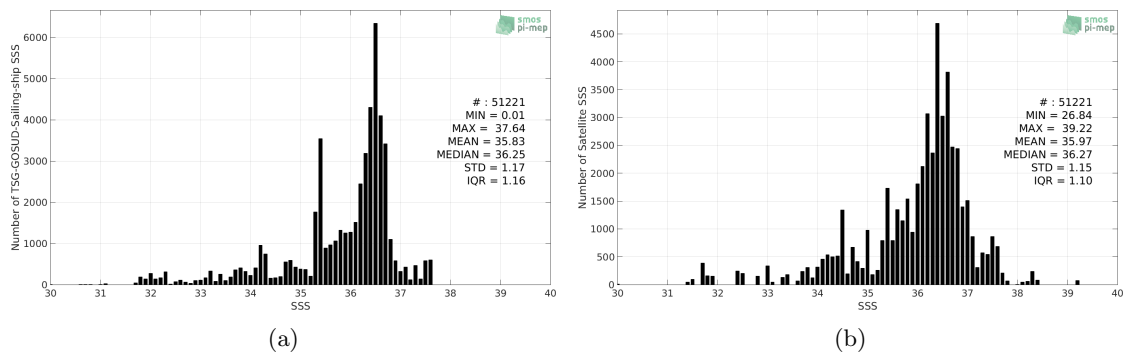 smos
pi-mep
Number of TSG-GOSUD-Sailing-ship SSS
6000
5000
4000
3000
2000
1000
0
# : 51221
MIN = 0.01
MAX = 37.64
MEAN = 35.83
MEDIAN = 36.25
STD = 1.17
IQR = 1.16
30 31 32 33 34 35 36 37 38 39 40
SSS
(a)
smos
pi-mep
Number of Satellite SSS
4500
4000
3500
3000
2500
2000
1500
1000
500
0
# : 51221
MIN = 26.84
MAX = 39.22
MEAN = 35.97
MEDIAN = 36.27
STD = 1.15
IQR = 1.10
30 31 32 33 34 35 36 37 38 39 40
SSS
(b)